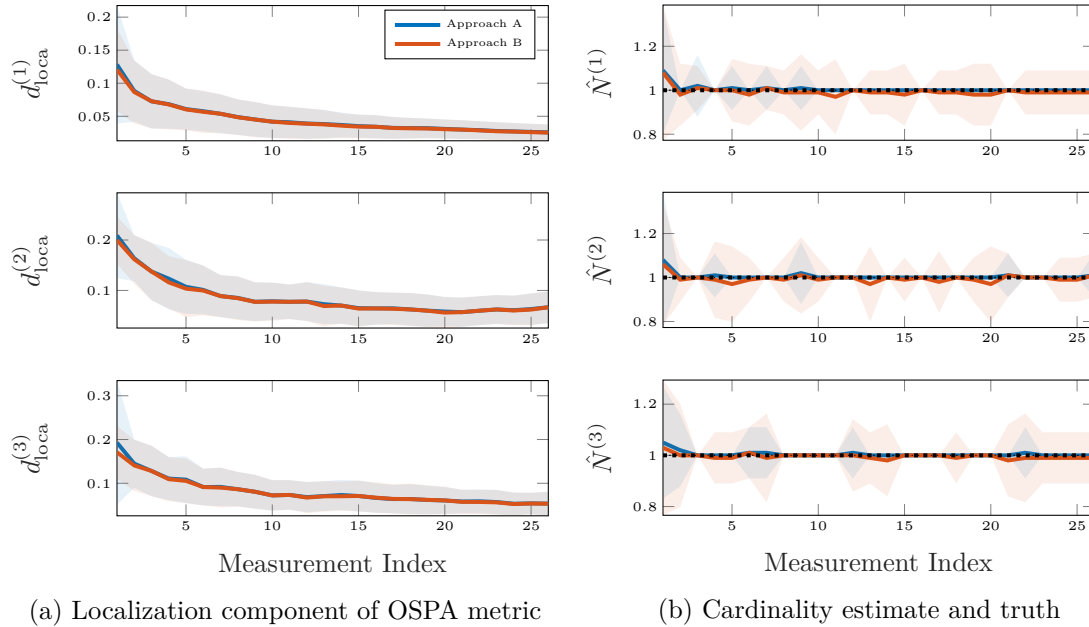 0.2
0.15
0.1
0.05
d_loca^(1)
5 10 15 20 25
Approach A
Approach B
1.2
1
0.8
N̂^(1)
5 10 15 20 25
0.2
0.1
d_loca^(2)
5 10 15 20 25
1.2
1
0.8
N̂^(2)
5 10 15 20 25
0.3
0.2
0.1
d_loca^(3)
5 10 15 20 25
Measurement Index
1.2
1
0.8
N̂^(3)
5 10 15 20 25
Measurement Index
(a) Localization component of OSPA metric
(b) Cardinality estimate and truth